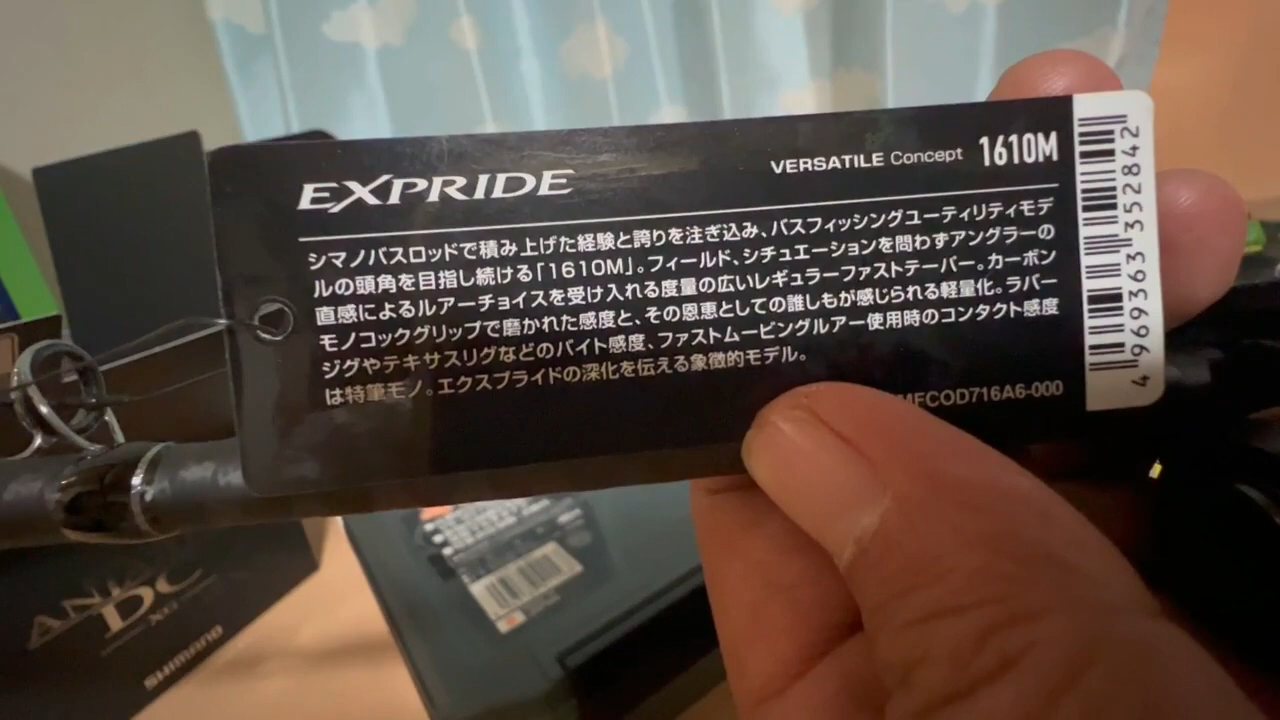 EXPRIDE
VERSATILE Concept 1610M
シマノバスロッドで積み上げた経験と誇りを注ぎ込み、バスフィッシングユーティリティモデ
ルの頭角を目指し続ける「1610M」。フィールド、シチュエーションを問わずアングラーの
直感によるルアーチョイスを受け入れる度量の広いレギュラーファストテーパー。カーボン
モノコックグリップで磨かれた感度と、その恩恵としての誰しもが感じられる軽量化。ラバー
ジグやテキサスリグなどのバイト感度、ファストムービングルアー使用時のコンタクト感度
は特筆モノ。エクスプライドの深化を伝える象徴的モデル。
MFCOD716A6-000
4 969363 352842
DC
XG
SHIMANO